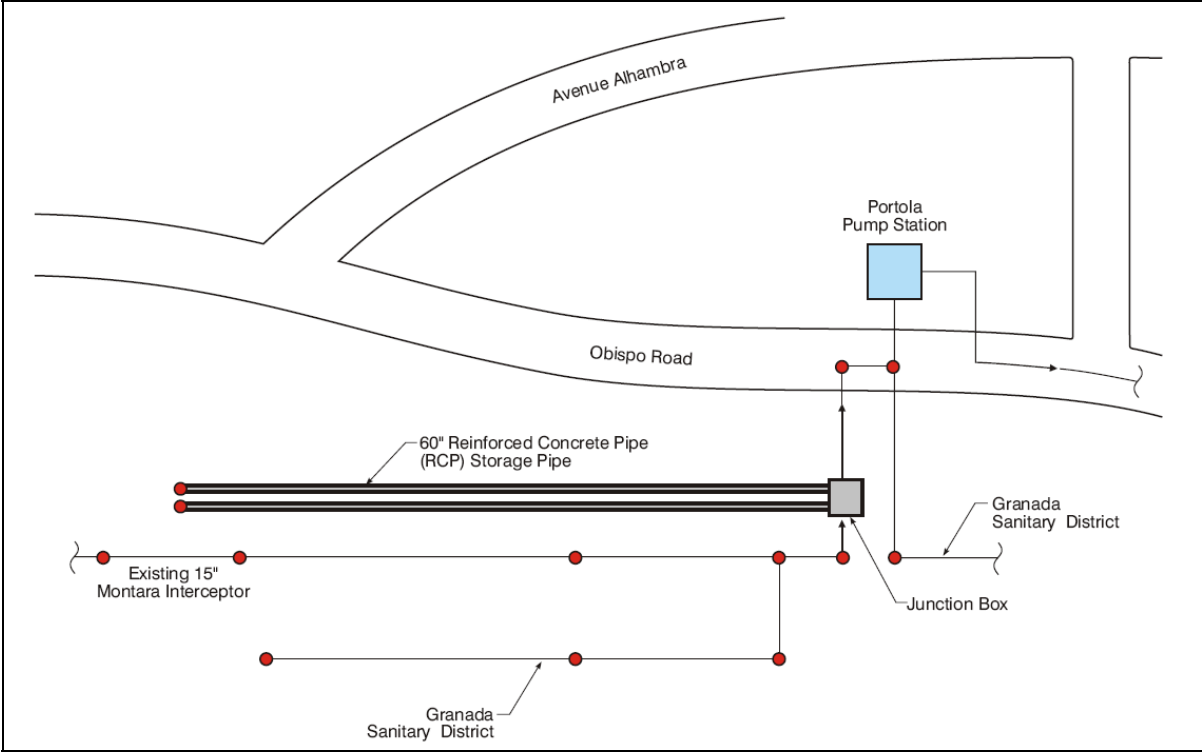 Avenue Alhambra
Portola
Pump Station
Obispo Road
60" Reinforced Concrete Pipe
(RCP) Storage Pipe
Granada
Sanitary District
Existing 15"
Montara Interceptor
Junction Box
Granada
Sanitary District